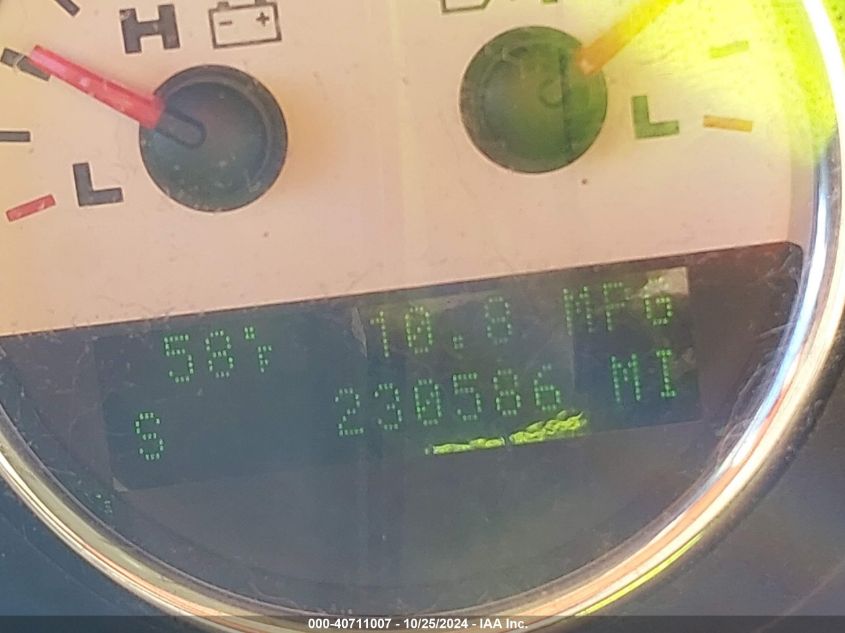 H
L
L
58°F 10.8 MPG
S 230586 MI
000-40711007 - 10/25/2024 - IAA Inc.